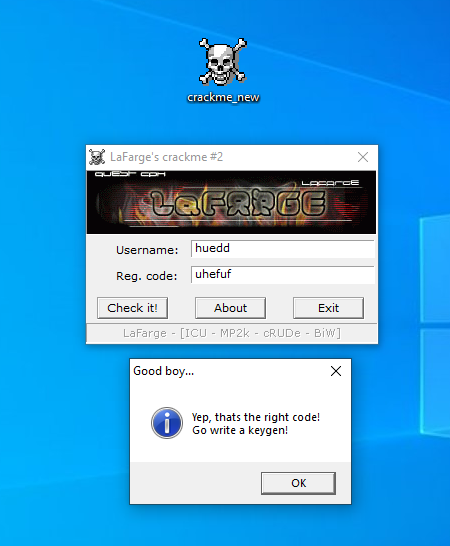 crackme_new
LaFarge's crackme #2
QUEST CPH
LAFARGE
LAFARGE
Username:
huedd
Reg. code:
uhefuf
Check it!
About
Exit
LaFarge - [ICU - MP2k - cRUDe - BiW]
Good boy...
Yep, thats the right code!
Go write a keygen!
OK